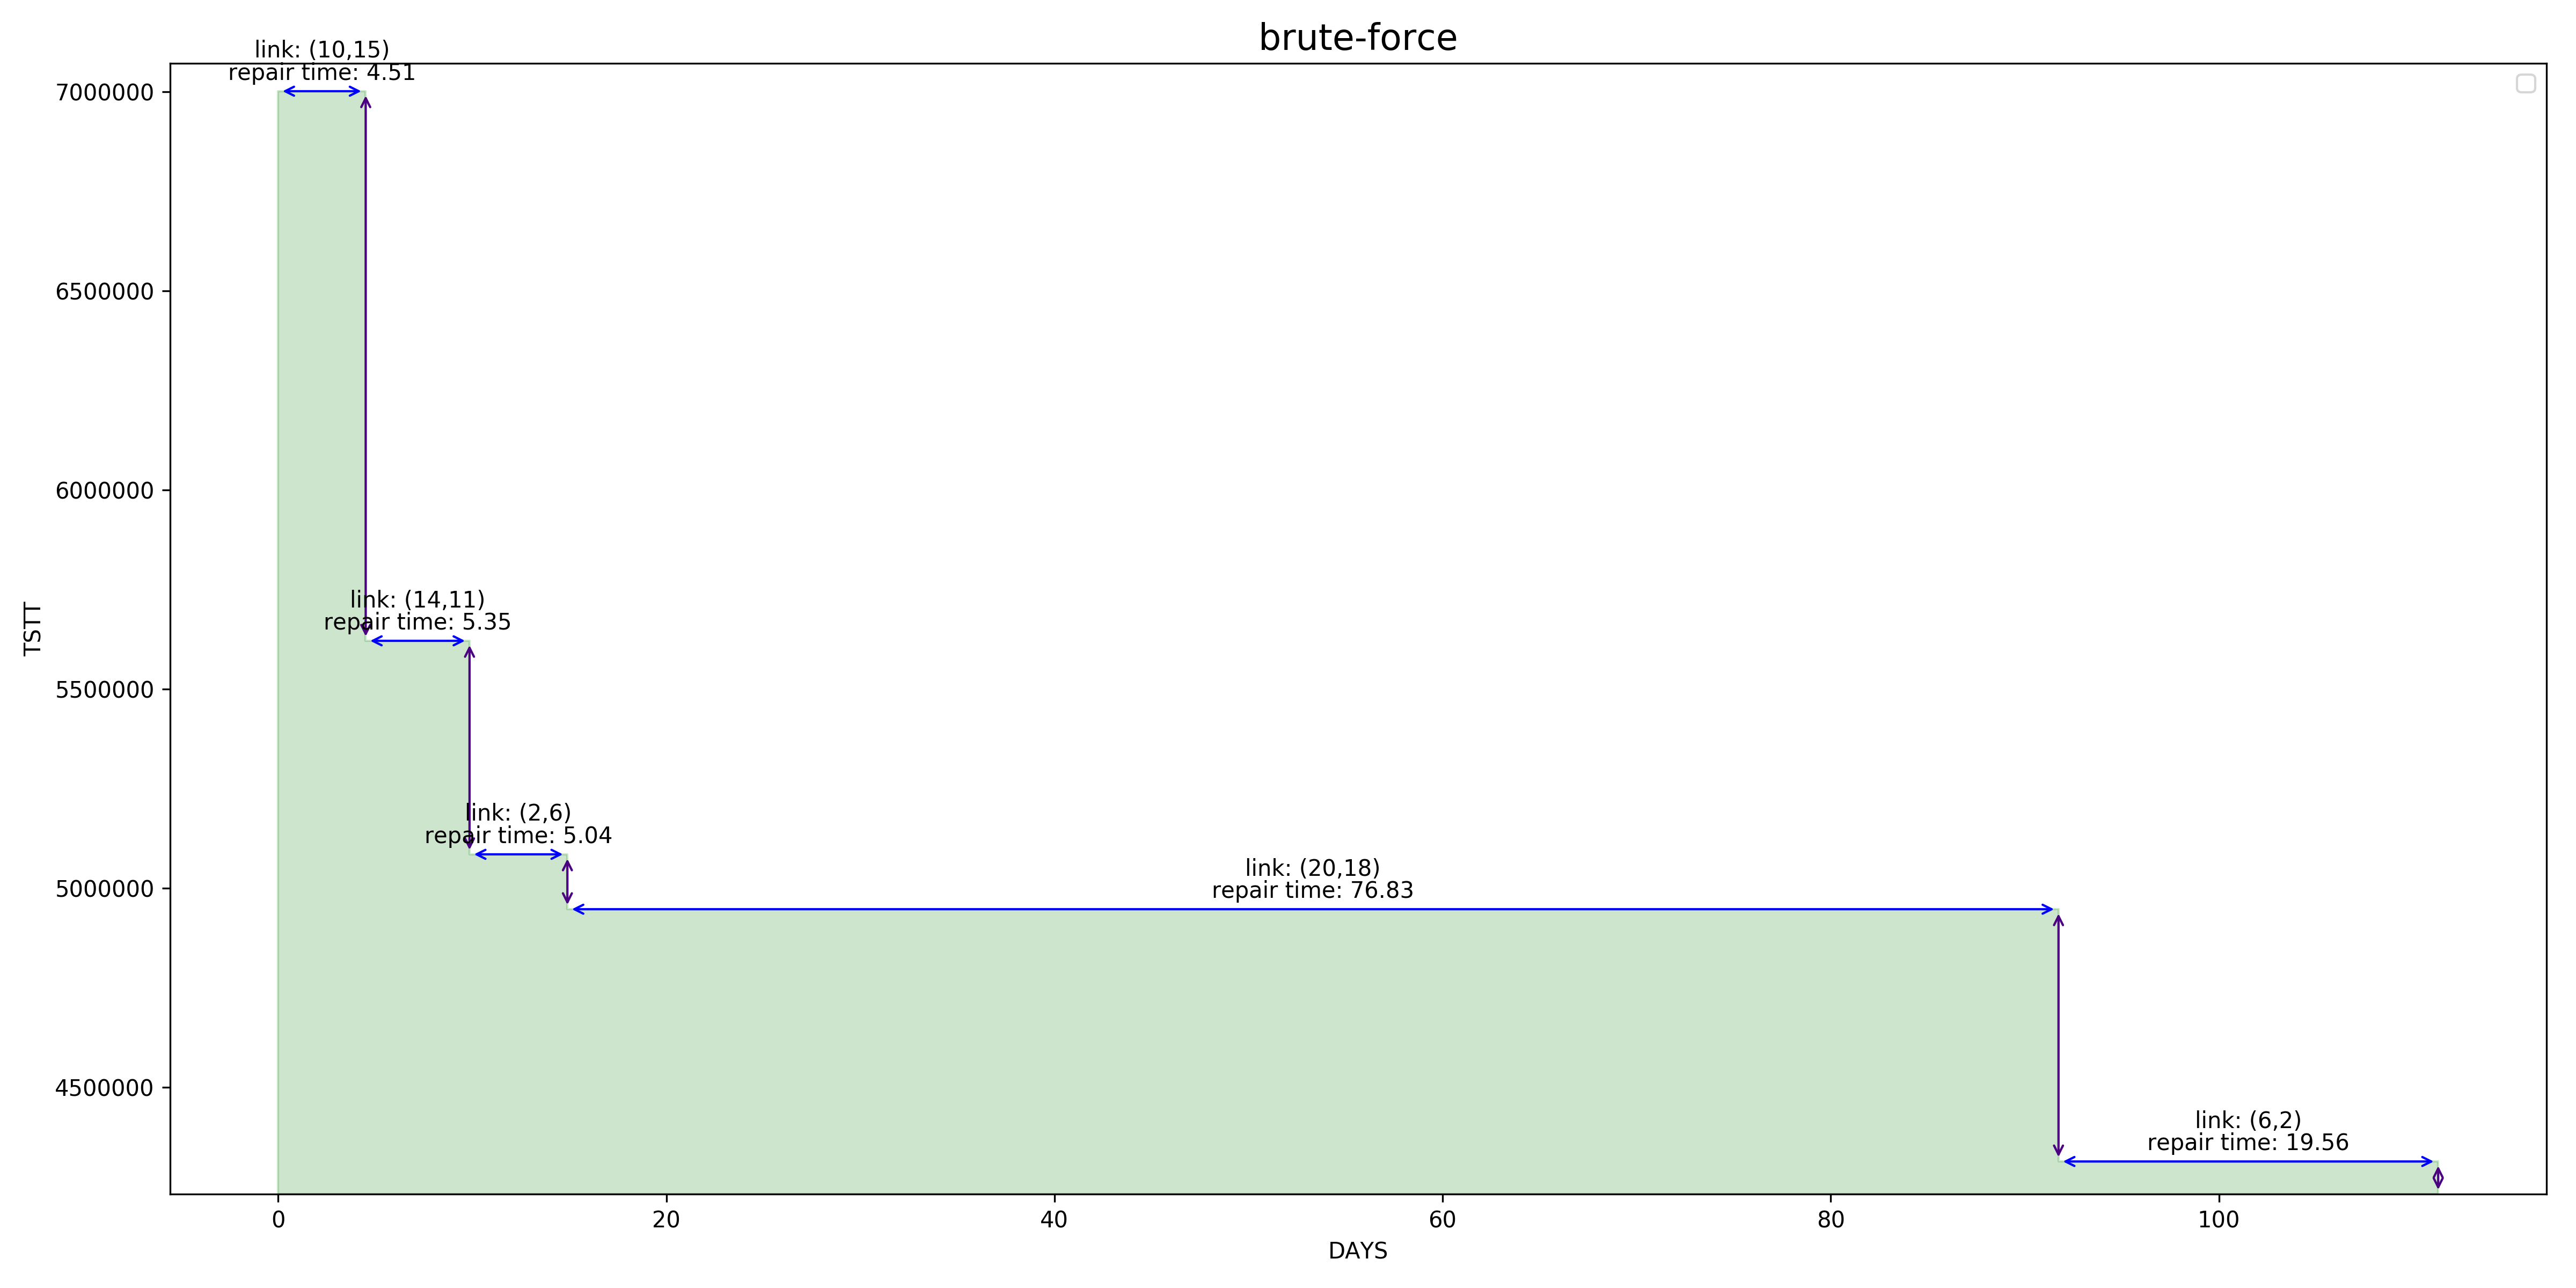 brute-force
link: (10,15)
repair time: 4.51
7000000
6500000
6000000
link: (14,11)
repair time: 5.35
TSTT
5500000
link: (2,6)
repair time: 5.04
link: (20,18)
repair time: 76.83
5000000
4500000
link: (6,2)
repair time: 19.56
0 20 40 60 80 100
DAYS